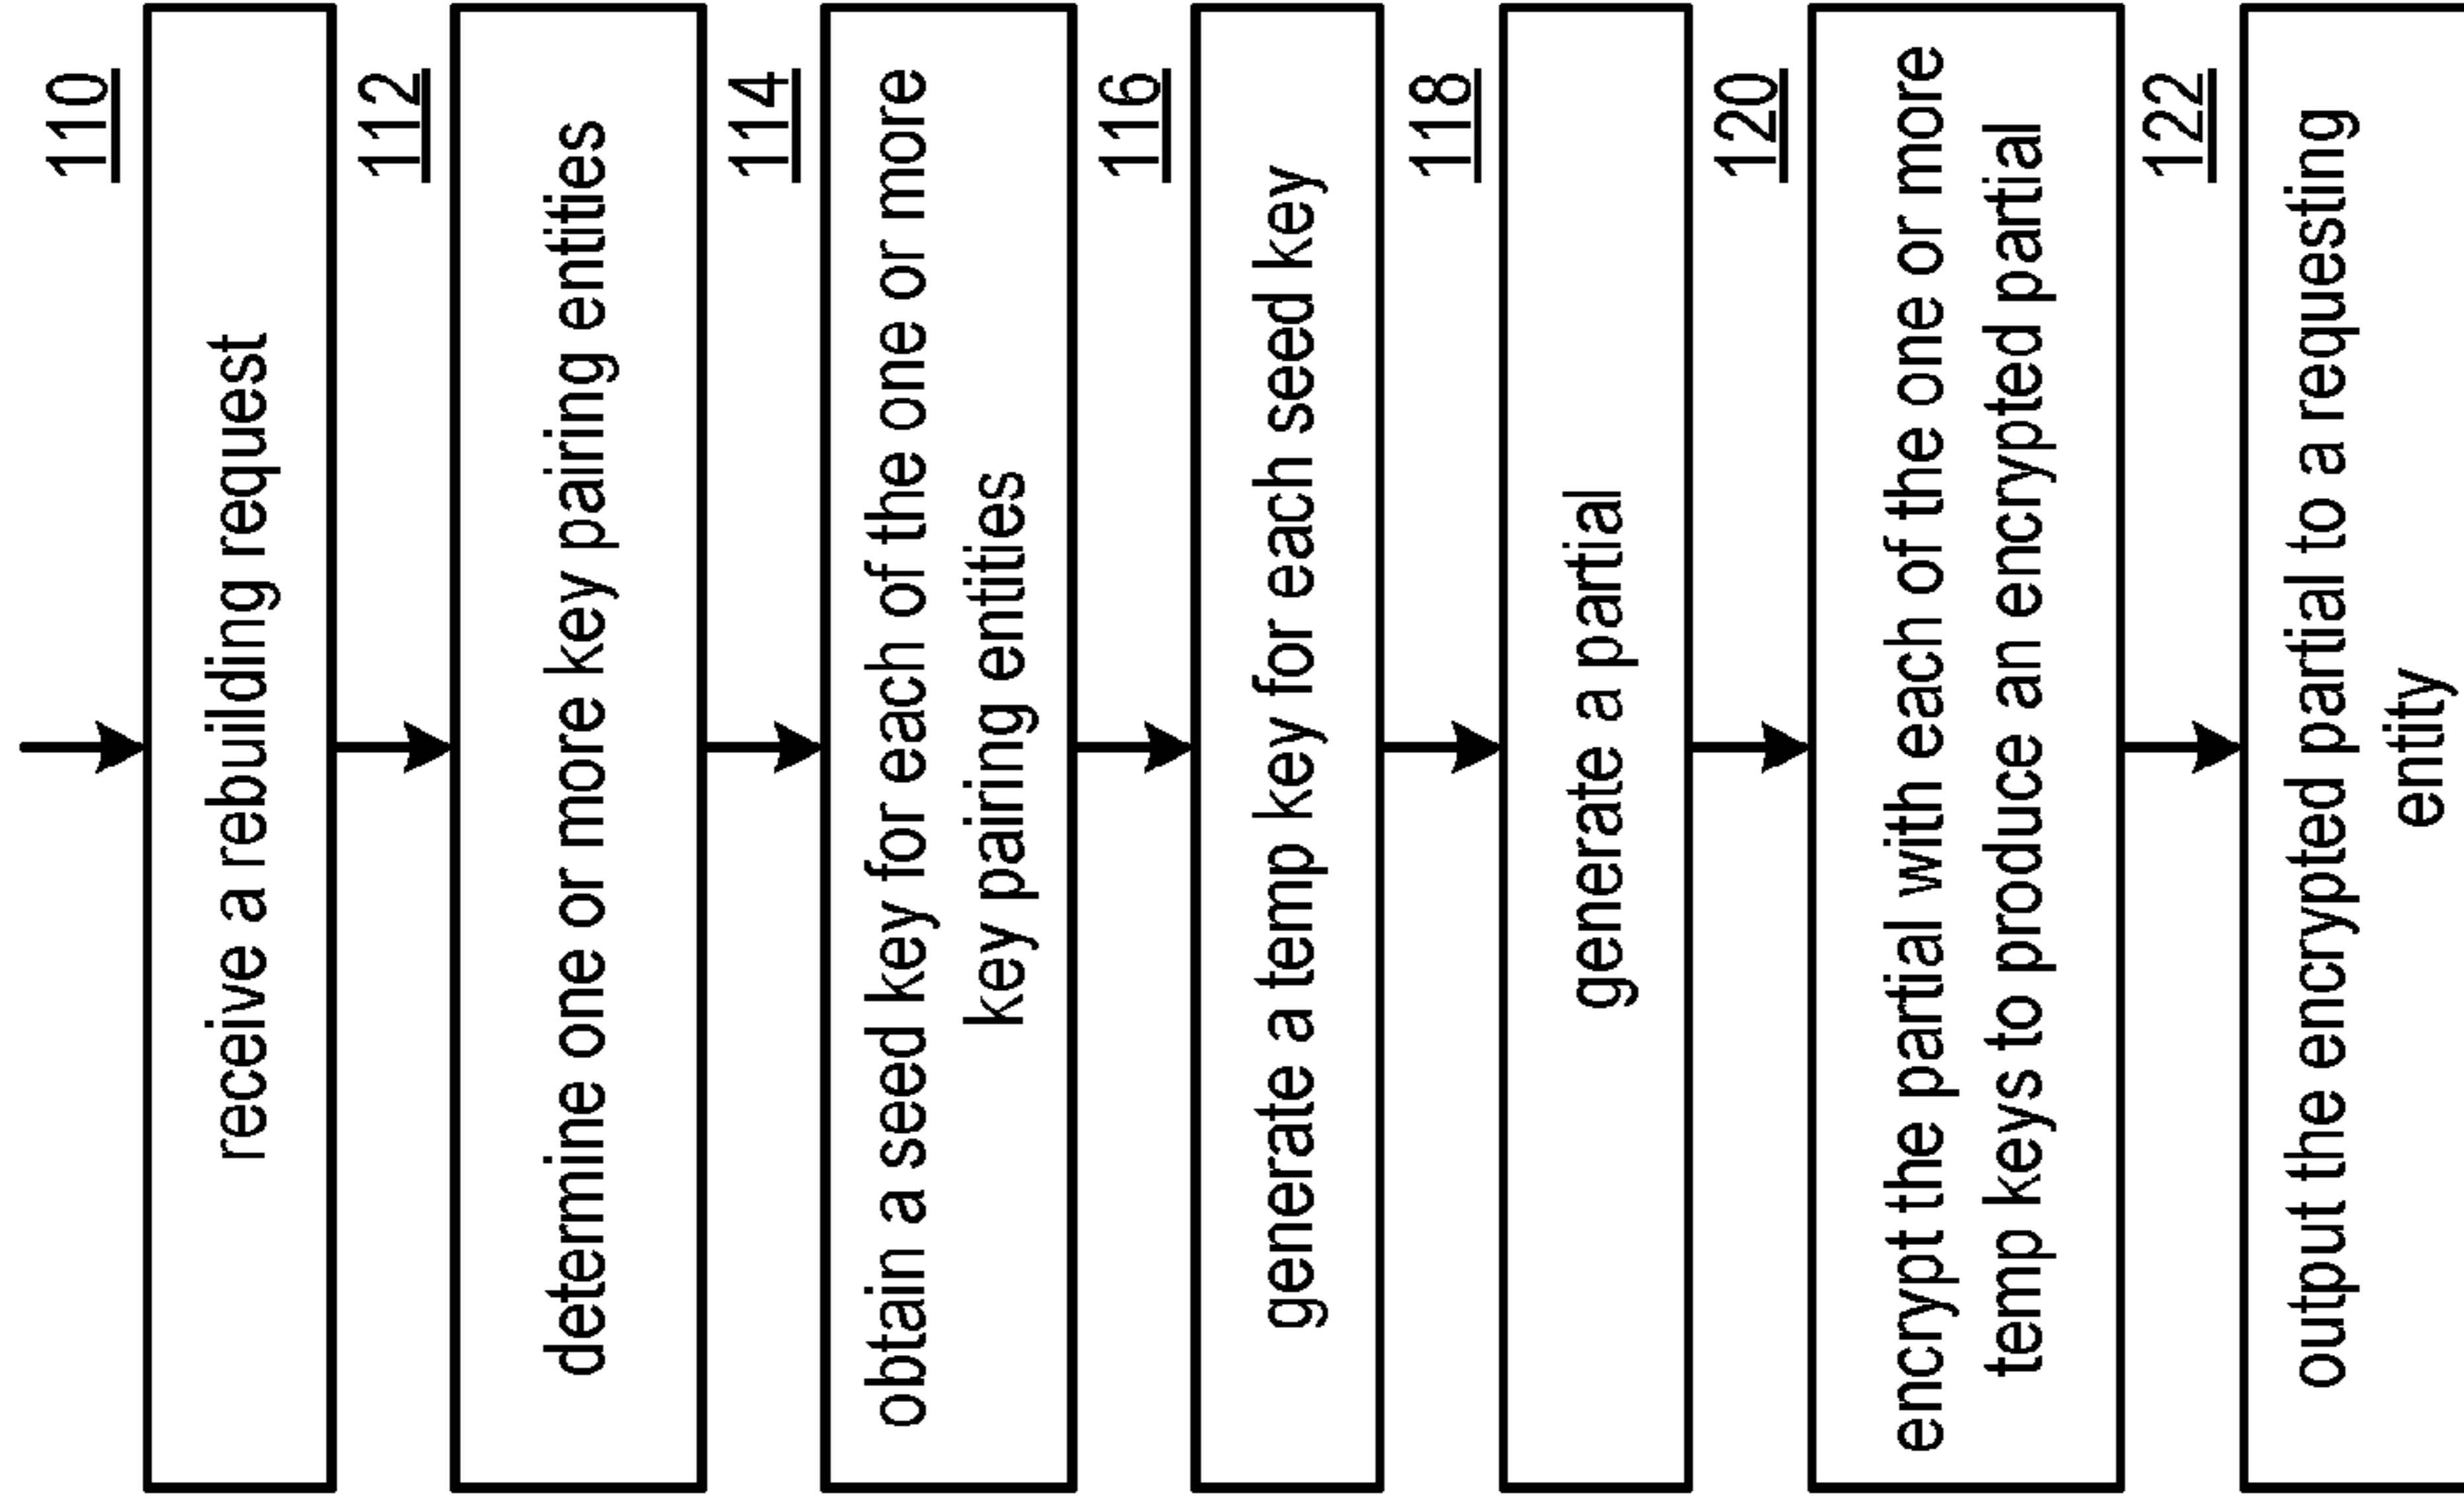 110
receive a rebuilding request
112
determine one or more key pairing entities
114
obtain a seed key for each of the one or more
key pairing entities
116
generate a temp key for each seed key
118
generate a partial
120
encrypt the partial with each of the one or more
temp keys to produce an encrypted partial
122
output the encrypted partial to a requesting
entity